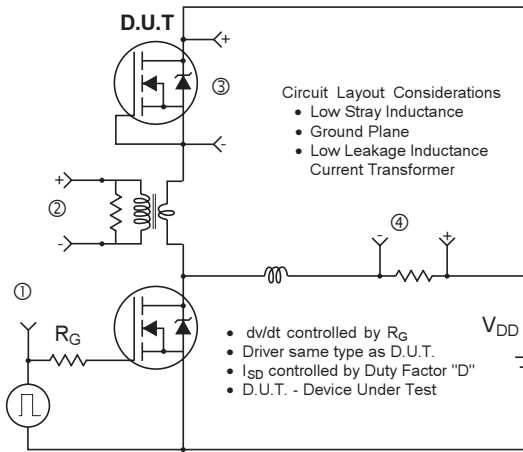 D.U.T
+
③
-
Circuit Layout Considerations
• Low Stray Inductance
• Ground Plane
• Low Leakage Inductance
Current Transformer
+
②
-
④
- +
①
RG
VDD
• dv/dt controlled by RG
• Driver same type as D.U.T.
• ISD controlled by Duty Factor "D"
• D.U.T. - Device Under Test